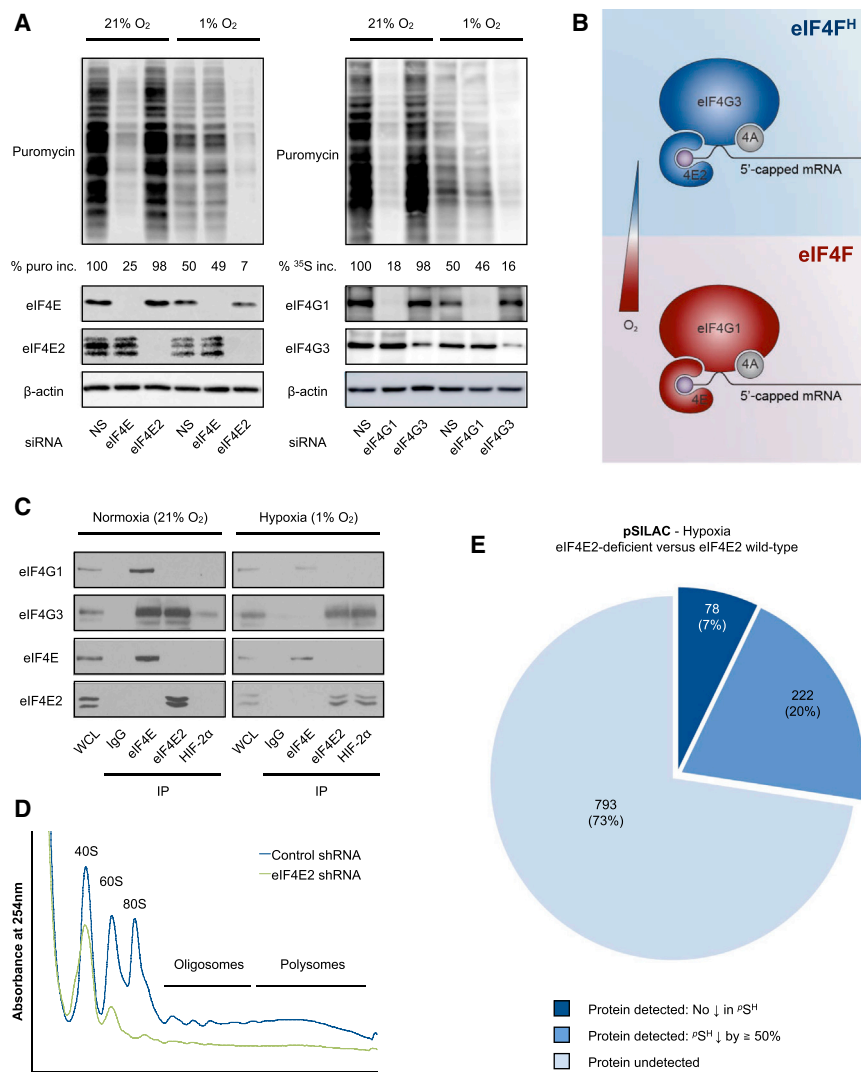 A
21% O₂ 1% O₂
Puromycin
% puro inc. 100 25 98 50 49 7
eIF4E
eIF4E2
β-actin
siRNA NS eIF4E eIF4E2 NS eIF4E eIF4E2
21% O₂ 1% O₂
Puromycin
% ³⁵S inc. 100 18 98 50 46 16
eIF4G1
eIF4G3
β-actin
siRNA NS eIF4G1 eIF4G3 NS eIF4G1 eIF4G3
B
eIF4Fᴴ
eIF4G3
4A
4E2
5'-capped mRNA
O₂
eIF4F
eIF4G1
4A
4E
5'-capped mRNA
C
Normoxia (21% O₂) Hypoxia (1% O₂)
eIF4G1
eIF4G3
eIF4E
eIF4E2
WCL IgG eIF4E eIF4E2 HIF-2α WCL IgG eIF4E eIF4E2 HIF-2α
IP IP
D
Absorbance at 254nm
40S
60S
80S
Control shRNA
eIF4E2 shRNA
Oligosomes Polysomes
E
pSILAC - Hypoxia
eIF4E2-deficient versus eIF4E2 wild-type
78
(7%)
222
(20%)
793
(73%)
Protein detected: No ↓ in ᵖSᴴ
Protein detected: ᵖSᴴ ↓ by ≥ 50%
Protein undetected